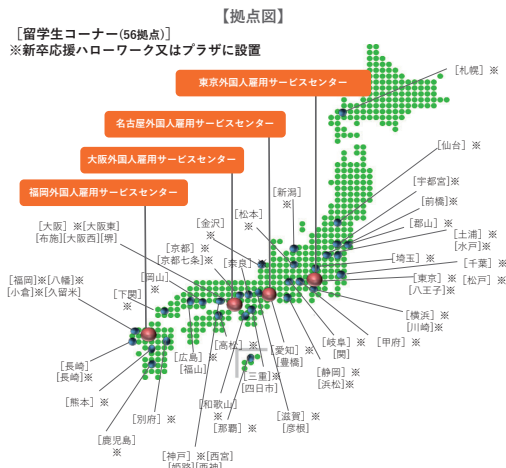 【拠点図】
［留学生コーナー(56拠点)］
※新卒応援ハローワーク又はプラザに設置
東京外国人雇用サービスセンター
名古屋外国人雇用サービスセンター
大阪外国人雇用サービスセンター
福岡外国人雇用サービスセンター
［札幌］※
［仙台］※
［宇都宮］※
［前橋］※
［郡山］※
［土浦］※
［水戸］※
［埼玉］※
［千葉］※
［東京］※［松戸］※
［八王子］※
［横浜］※
［川崎］※
［甲府］※
［新潟］※
［松本］※
［金沢］※
［大阪］※［大阪東］
［布施］［大阪西］［堺］
［京都］※
［京都七条］※
［奈良］※
［岡山］※
［福岡］※［八幡］※
［小倉］※［久留米］
［下関］※
［高松］※
［愛知］※
［豊橋］
［岐阜］※
［関］
［静岡］※
［浜松］※
［広島］※
［福山］
［三重］※
［四日市］
［長崎］
［長崎］※
［熊本］※
［別府］※
［和歌山］※
［那覇］※
［滋賀］※
［彦根］
［鹿児島］※
［神戸］※［西宮］
［姫路］［西神］